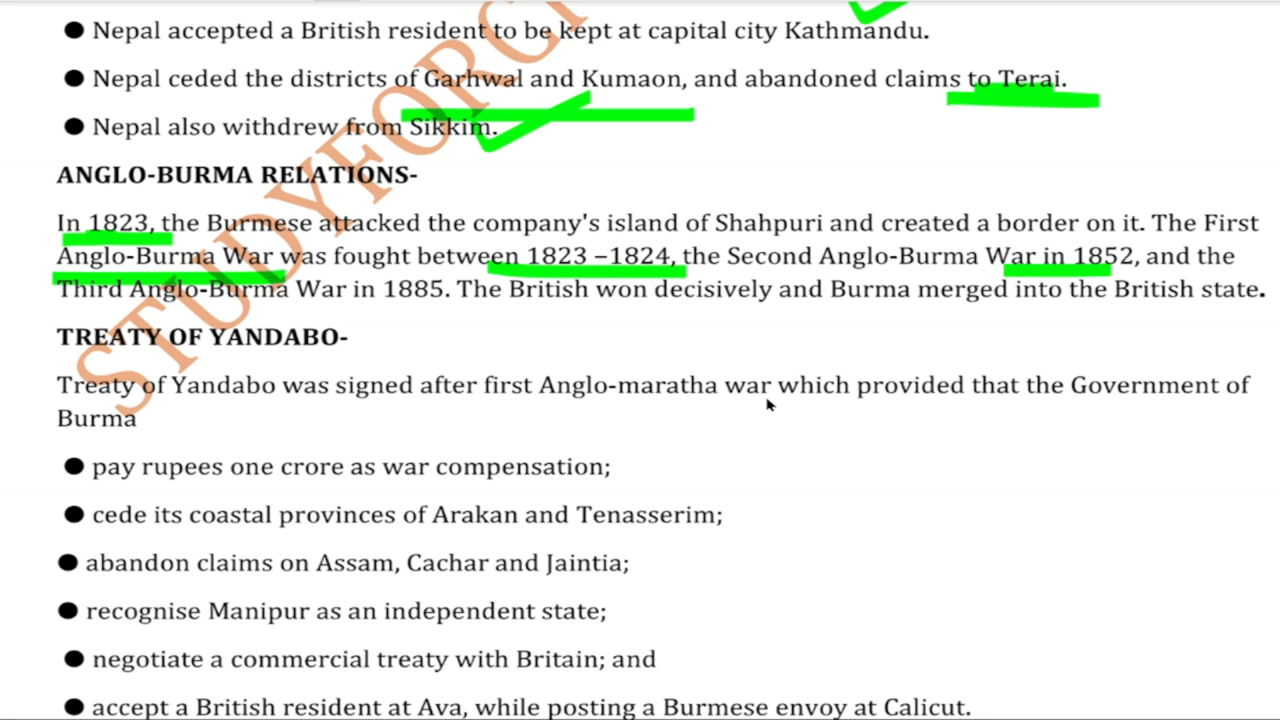 ● Nepal accepted a British resident to be kept at capital city Kathmandu.
● Nepal ceded the districts of Garhwal and Kumaon, and abandoned claims to Terai.
● Nepal also withdrew from Sikkim.
ANGLO-BURMA RELATIONS-
In 1823, the Burmese attacked the company's island of Shahpuri and created a border on it. The First
Anglo-Burma War was fought between 1823 –1824, the Second Anglo-Burma War in 1852, and the
Third Anglo-Burma War in 1885. The British won decisively and Burma merged into the British state.
TREATY OF YANDABO-
Treaty of Yandabo was signed after first Anglo-maratha war which provided that the Government of
Burma
● pay rupees one crore as war compensation;
● cede its coastal provinces of Arakan and Tenasserim;
● abandon claims on Assam, Cachar and Jaintia;
● recognise Manipur as an independent state;
● negotiate a commercial treaty with Britain; and
● accept a British resident at Ava, while posting a Burmese envoy at Calicut.
STUDYFORC